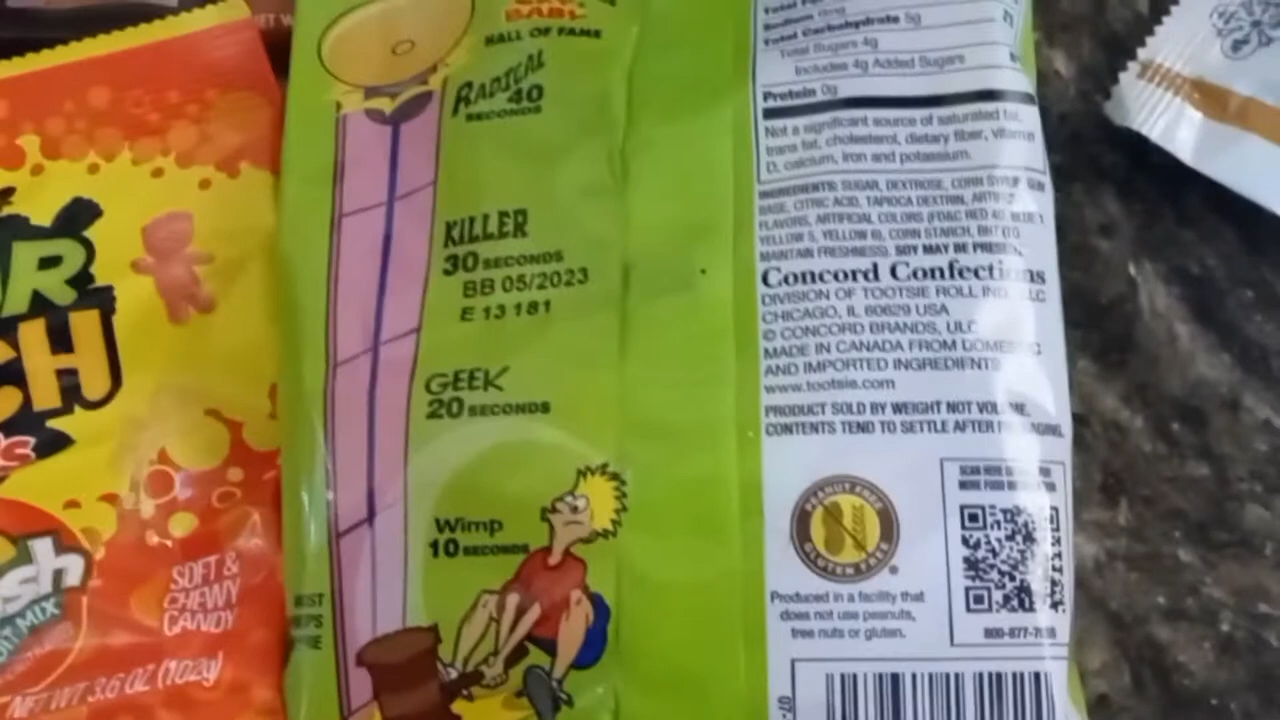 BABY
HALL OF FAME
RADICAL
40
SECONDS
KILLER
30 SECONDS
BB 05/2023
E 13 181
GEEK
20 SECONDS
Wimp
10 SECONDS
SOFT &
CHEWY
CANDY
NET WT 3.6 OZ (102g)
Sodium 0mg
Total Carbohydrate 5g
Total Sugars 4g
Includes 4g Added Sugars
Protein 0g
Not a significant source of saturated fat,
trans fat, cholesterol, dietary fiber, vitamin
D, calcium, iron and potassium.
INGREDIENTS: SUGAR, DEXTROSE, CORN SYRUP, GUM
BASE, CITRIC ACID, TAPIOCA DEXTRIN,
FLAVORS, ARTIFICIAL COLORS (FD&C RED 40, BLUE 1
YELLOW 5, YELLOW 6), CORN STARCH, BHT (TO
MAINTAIN FRESHNESS). SOY MAY BE PRESENT
Concord Confections
DIVISION OF TOOTSIE ROLL IND., LLC
CHICAGO, IL 60629 USA
© CONCORD BRANDS, ULC
MADE IN CANADA FROM DOMESTIC
AND IMPORTED INGREDIENTS
www.tootsie.com
PRODUCT SOLD BY WEIGHT NOT VOLUME.
CONTENTS TEND TO SETTLE AFTER PACKAGING.
PEANUT FREE
GLUTEN FREE
Produced in a facility that
does not use peanuts,
tree nuts or gluten.
SCAN HERE
MORE FOOD
800-877-7